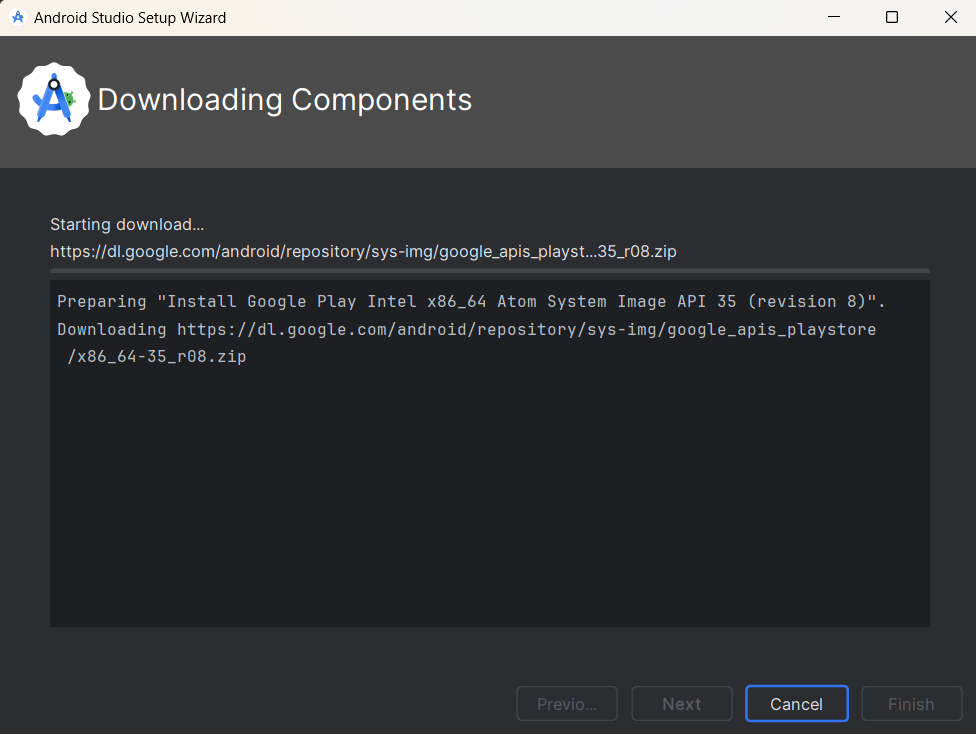 Android Studio Setup Wizard
Downloading Components
Starting download...
https://dl.google.com/android/repository/sys-img/google_apis_playst...35_r08.zip
Preparing "Install Google Play Intel x86_64 Atom System Image API 35 (revision 8)".
Downloading https://dl.google.com/android/repository/sys-img/google_apis_playstore
/x86_64-35_r08.zip
Previo... Next Cancel Finish